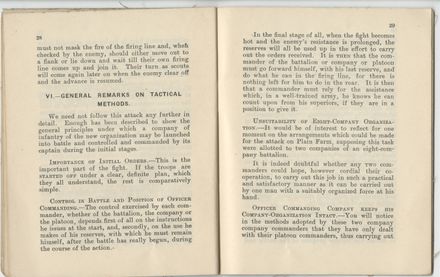 28
must not mask the fire of the firing line and, when
checked by the enemy, should either move out to
a flank or lie down and wait till their own firing
line comes up and join it. Their turn as scouts
will come again later on when the enemy clear off
and the advance is resumed.
VI.—GENERAL REMARKS ON TACTICAL
METHODS.
We need not follow this attack any further in
detail. Enough has been described to show the
general principles under which a company of
infantry of the new organization may be launched
into battle and controlled and commanded by its
captain during the initial stages.
IMPORTANCE OF INITIAL ORDERS.—This is the
important part of the fight. If the troops are
STARTED OFF under a clear, definite plan, which
they all understand, the rest is comparatively
simple.
CONTROL IN BATTLE AND POSITION OF OFFICER
COMMANDING.—The control exercised by each com-
mander, whether of the battalion, the company or
the platoon, depends first of all on the instructions
he issues at the start, and, secondly, on the use he
makes of his reserves, with which he must remain
himself, after the battle has really begun, during
the course of the action.
29
In the final stage of all, when the fight becomes
hot and the enemy's resistance is prolonged, the
reserves will all be used up in the effort to carry
out the orders received. It is THEN that the com-
mander of the battalion or company or platoon
must go forward himself, with his last reserve, and
do what he can in the firing line, for there is
nothing left for him to do in the rear. It is then
that a commander must rely for the assistance
which, in a well-trained army, he knows he can
count upon from his superiors, if they are in a
position to give it.
UNSUITABILITY OF EIGHT-COMPANY ORGANIZA-
TION.—It would be of interest to reflect for one
moment on the arrangements which could be made
for the attack on Plain Farm, supposing this task
were allotted to two companies of an eight-com-
pany battalion.
It is indeed doubtful whether any two com-
manders could hope, however cordial their co-
operation, to carry out this job in such a practical
and satisfactory manner as it can be carried out
by one man with a suitably organised force at his
hand.
OFFICER COMMANDING COMPANY KEEPS HIS
COMPANY-ORGANIZATION INTACT.—You will notice
in the methods adopted by these two company
company commanders that they have only dealt
with their platoon commanders, thus carrying out